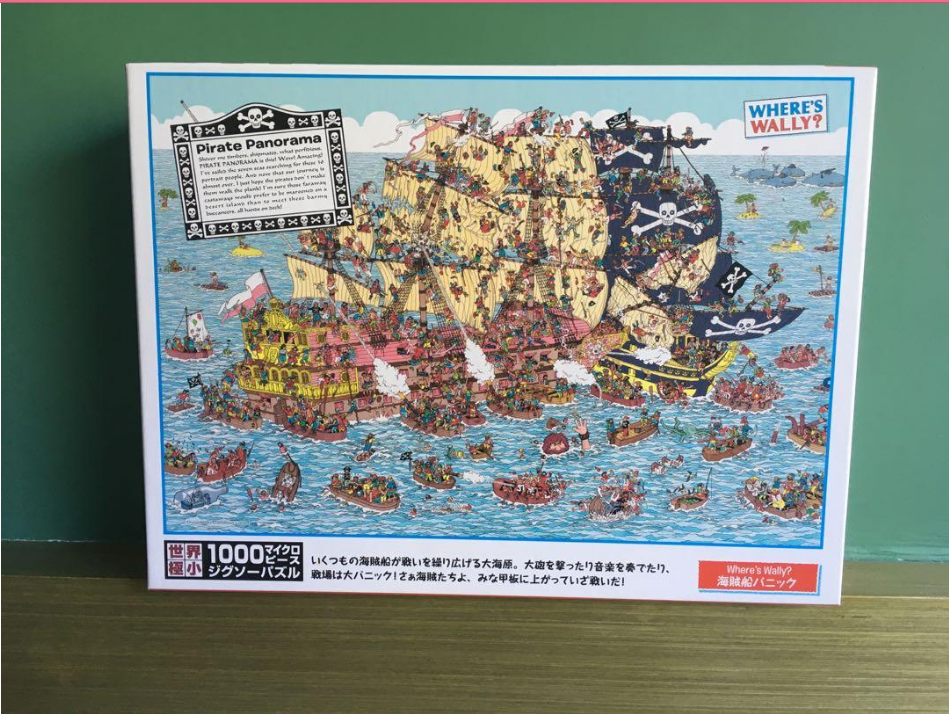 WHERE'S
WALLY?
Pirate Panorama
Shiver me timbers, shipmates, what perfidious
PIRATE PANORAMA is this! Wow! Amazing!
I've sailed the seven seas searching for these 10
portrait people. And now that our journey is
almost over, I just hope the pirates don't make
them walk the plank! I'm sure those faraway
castaways would prefer to be marooned on a
desert island than to meet these barmy
buccaneers, all hands on deck!
世界
極小
1000マイクロ
ピース
ジグソーパズル
いくつもの海賊船が戦いを繰り広げる大海原。大砲を撃ったり音楽を奏でたり、
戦場は大パニック！さぁ海賊たちよ、みな甲板に上がっていざ戦いだ！
Where's Wally?
海賊船パニック